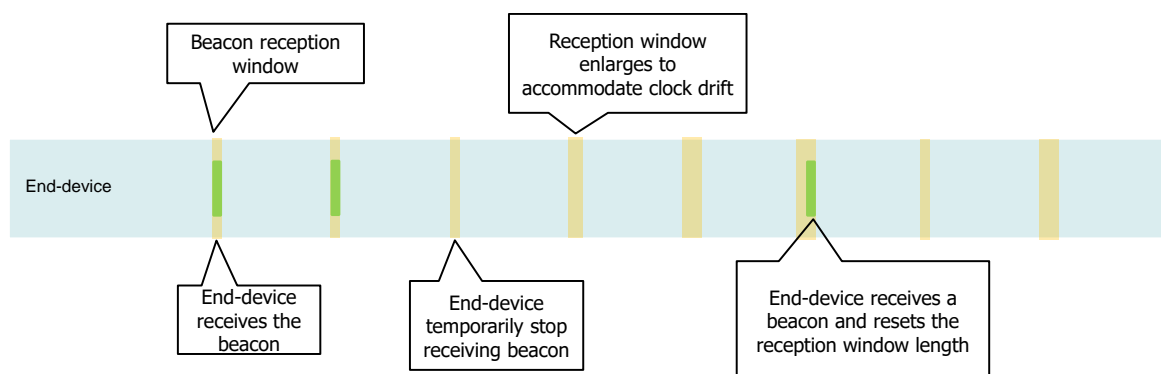 Beacon reception
window
Reception window
enlarges to
accommodate clock drift
End-device
End-device
receives the
beacon
End-device
temporarily stop
receiving beacon
End-device receives a
beacon and resets the
reception window length